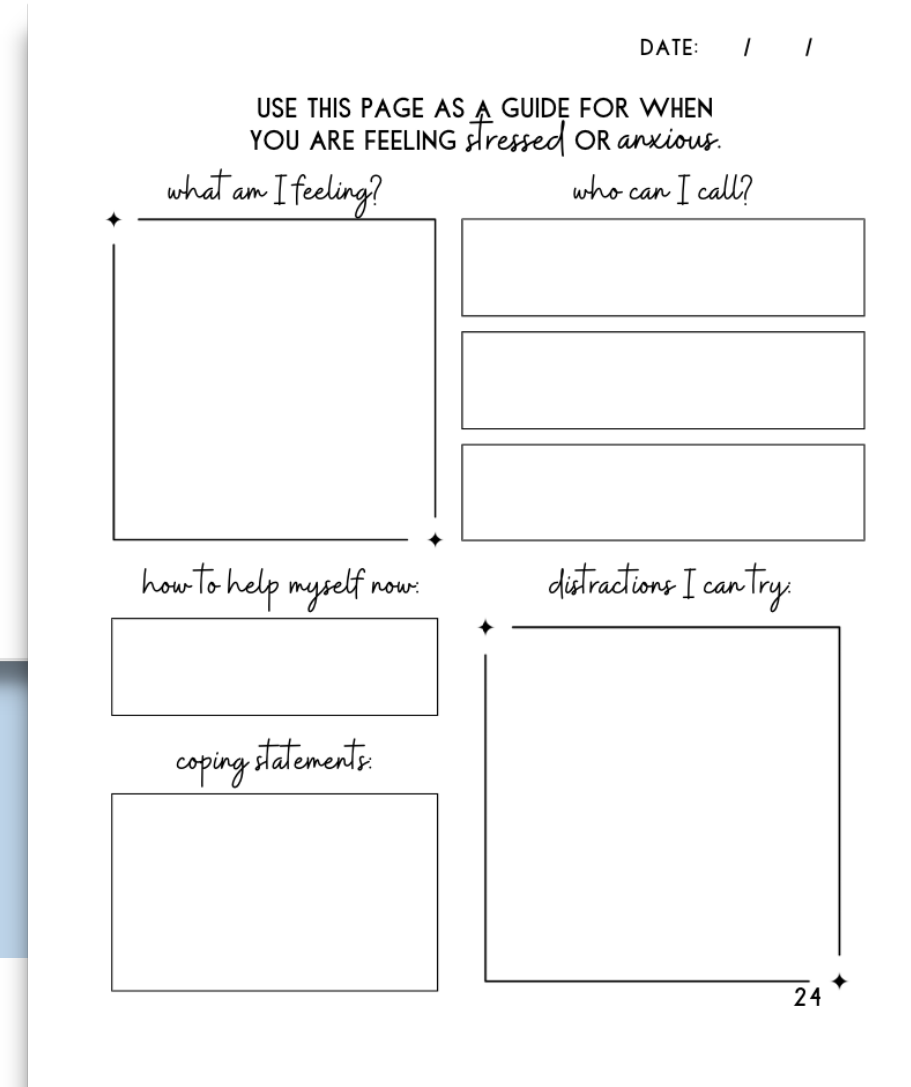 DATE: / /
USE THIS PAGE AS A GUIDE FOR WHEN
YOU ARE FEELING stressed OR anxious.
what am I feeling?
who can I call?
how to help myself now:
distractions I can try:
coping statements:
24